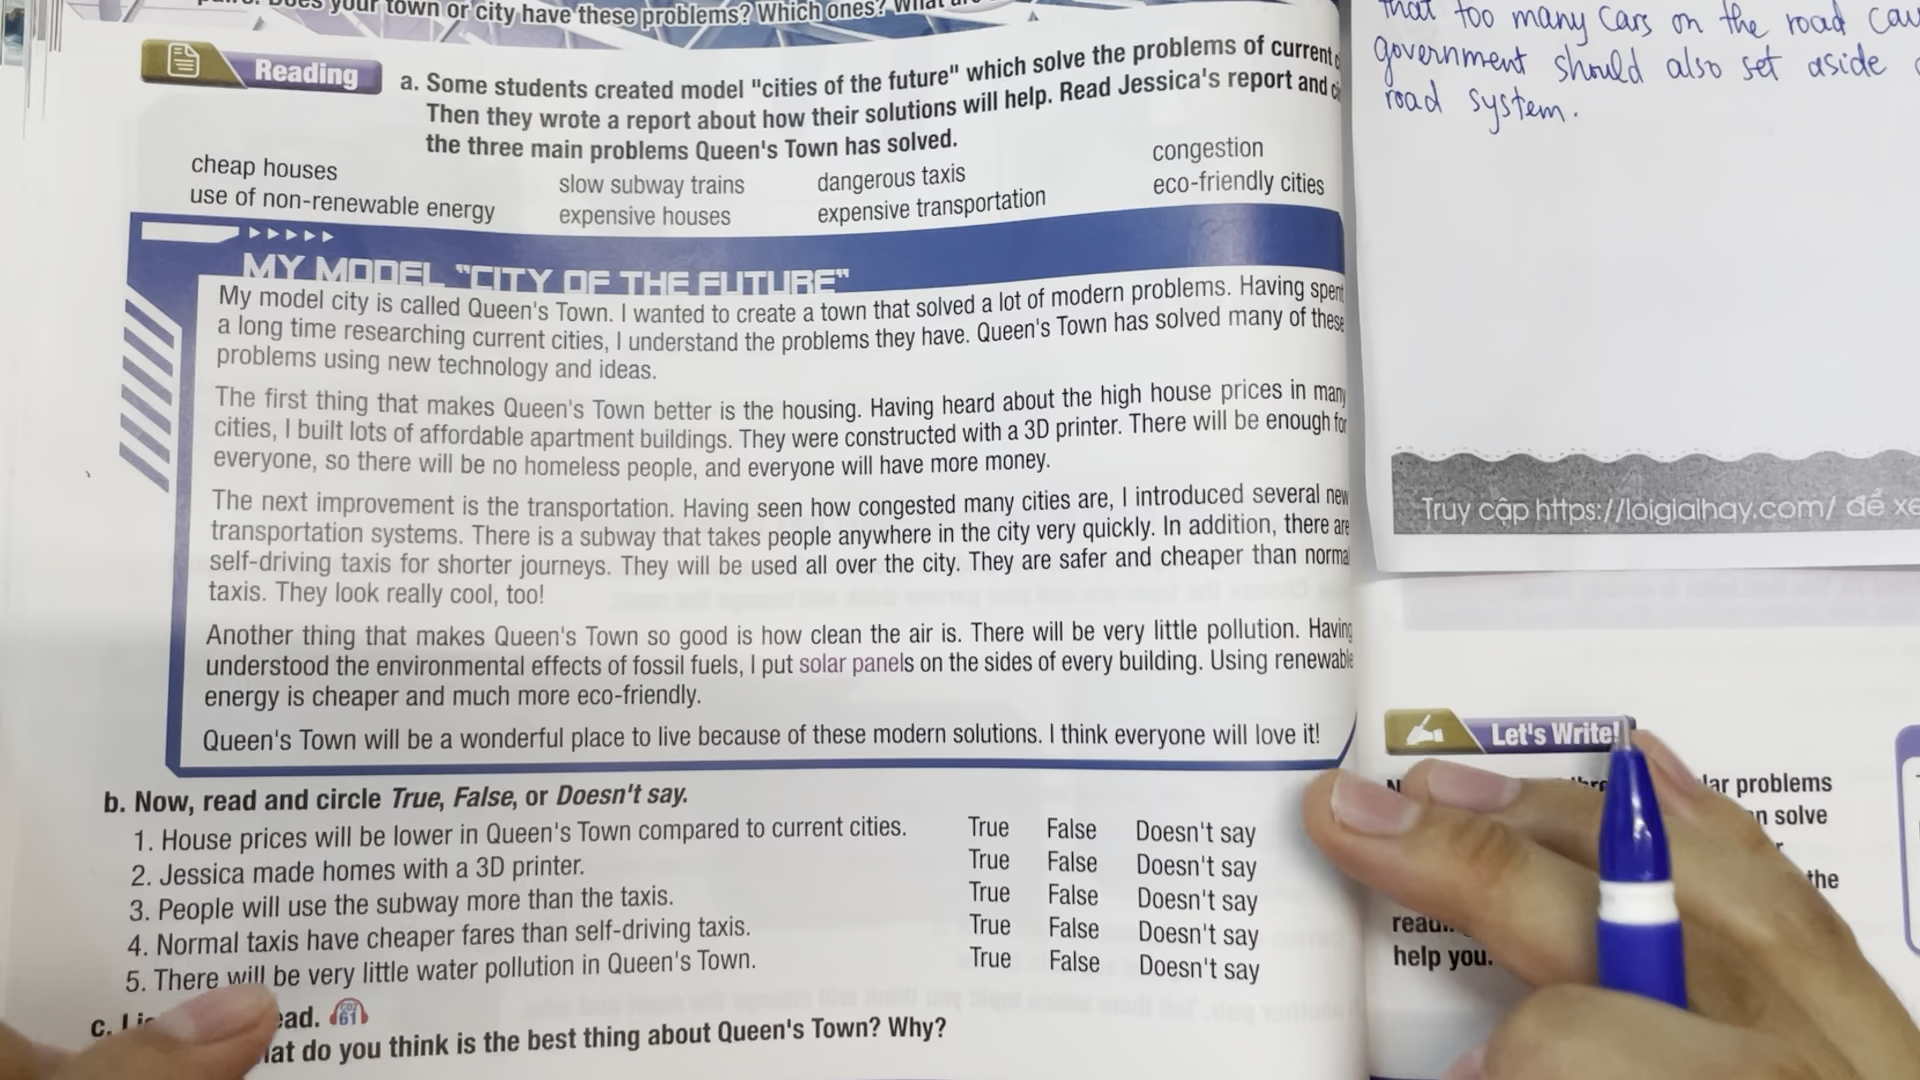 your town or city have these problems? Which ones?
that too many cars on the road
government should also set aside
road system.
Reading
a. Some students created model "cities of the future" which solve the problems of current
Then they wrote a report about how their solutions will help. Read Jessica's report and
the three main problems Queen's Town has solved.
cheap houses
slow subway trains
dangerous taxis
congestion
use of non-renewable energy
expensive houses
expensive transportation
eco-friendly cities
MY MODEL "CITY OF THE FUTURE"
My model city is called Queen's Town. I wanted to create a town that solved a lot of modern problems. Having spent
a long time researching current cities, I understand the problems they have. Queen's Town has solved many of these
problems using new technology and ideas.
The first thing that makes Queen's Town better is the housing. Having heard about the high house prices in many
cities, I built lots of affordable apartment buildings. They were constructed with a 3D printer. There will be enough for
everyone, so there will be no homeless people, and everyone will have more money.
The next improvement is the transportation. Having seen how congested many cities are, I introduced several new
transportation systems. There is a subway that takes people anywhere in the city very quickly. In addition, there are
self-driving taxis for shorter journeys. They will be used all over the city. They are safer and cheaper than normal
taxis. They look really cool, too!
Another thing that makes Queen's Town so good is how clean the air is. There will be very little pollution. Having
understood the environmental effects of fossil fuels, I put solar panels on the sides of every building. Using renewable
energy is cheaper and much more eco-friendly.
Queen's Town will be a wonderful place to live because of these modern solutions. I think everyone will love it!
b. Now, read and circle True, False, or Doesn't say.
1. House prices will be lower in Queen's Town compared to current cities. True False Doesn't say
2. Jessica made homes with a 3D printer. True False Doesn't say
3. People will use the subway more than the taxis. True False Doesn't say
4. Normal taxis have cheaper fares than self-driving taxis. True False Doesn't say
5. There will be very little water pollution in Queen's Town. True False Doesn't say
c.
CD2
61
do you think is the best thing about Queen's Town? Why?
Truy cập https://loigiaihay.com/ để
Let's Write!
problems
solve
the
help you.